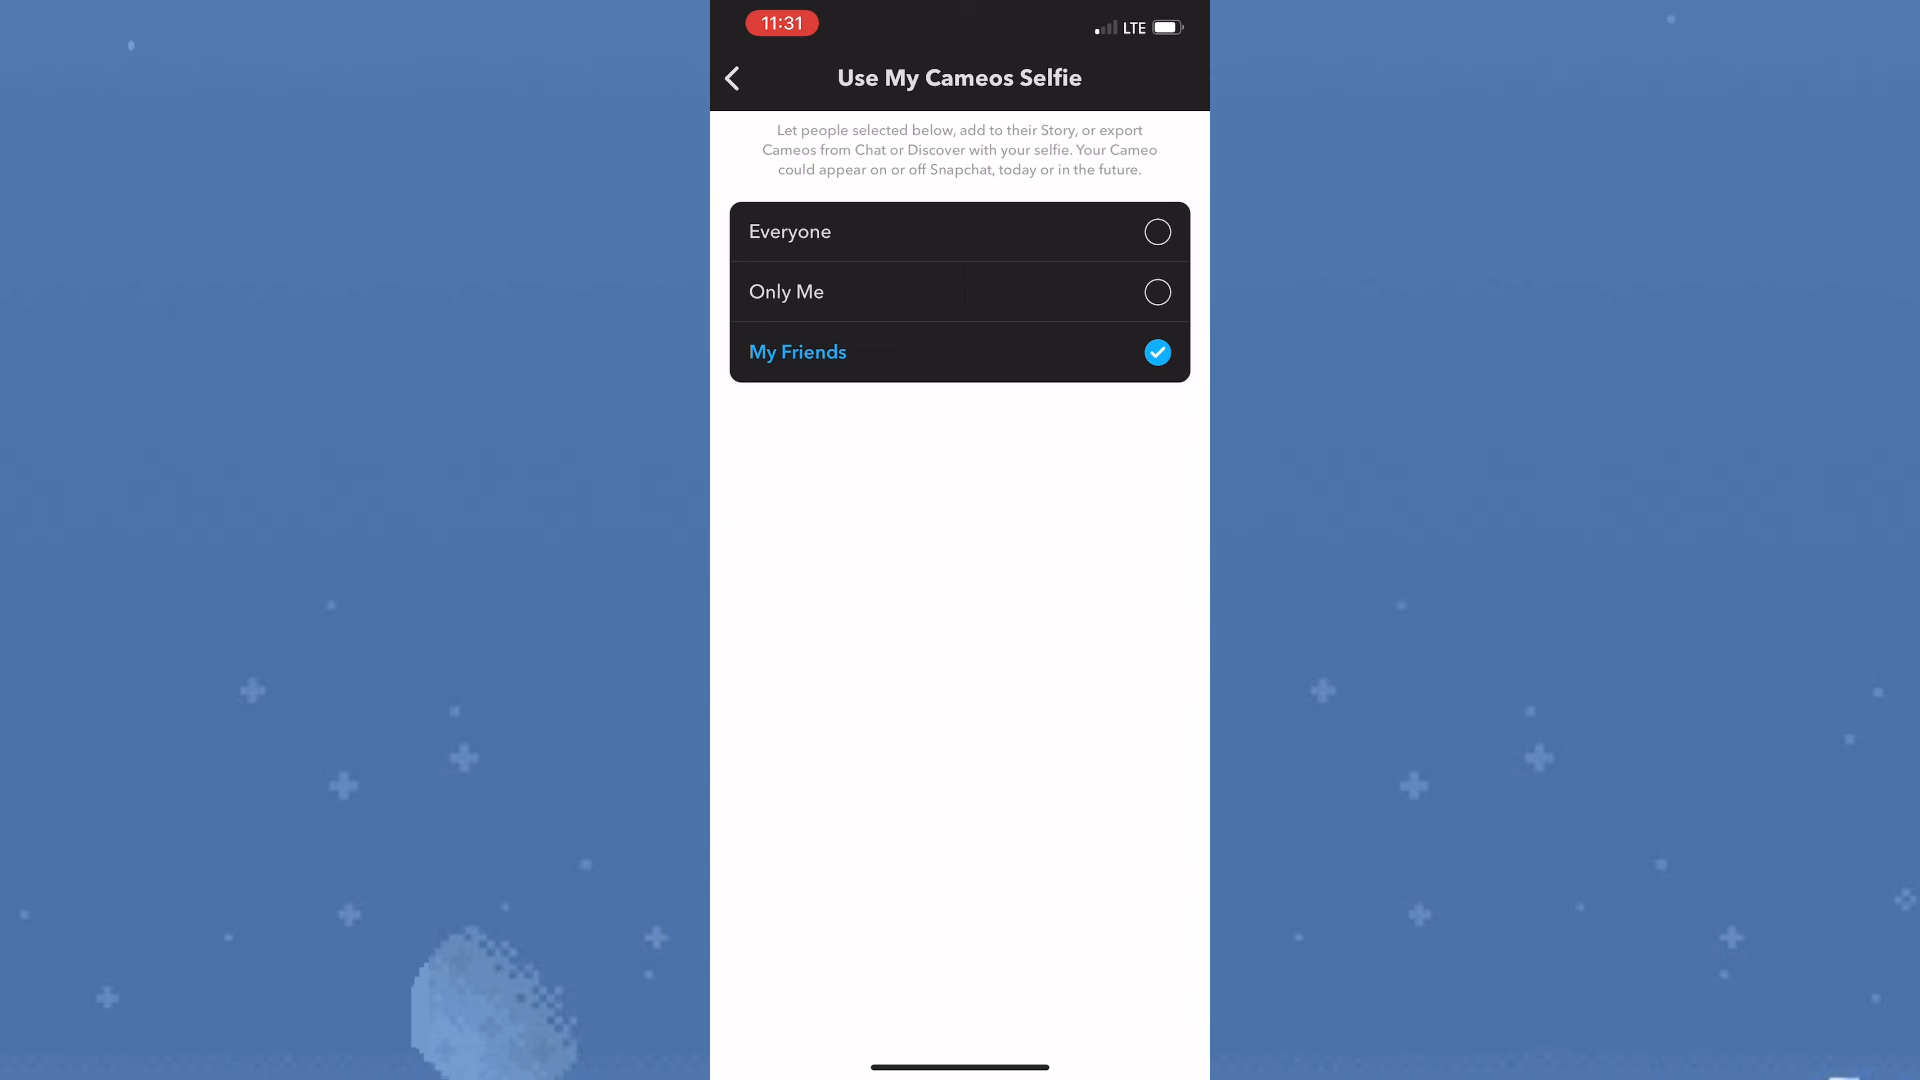 11:31
LTE
Use My Cameos Selfie
Let people selected below, add to their Story, or export
Cameos from Chat or Discover with your selfie. Your Cameo
could appear on or off Snapchat, today or in the future.
Everyone
Only Me
My Friends